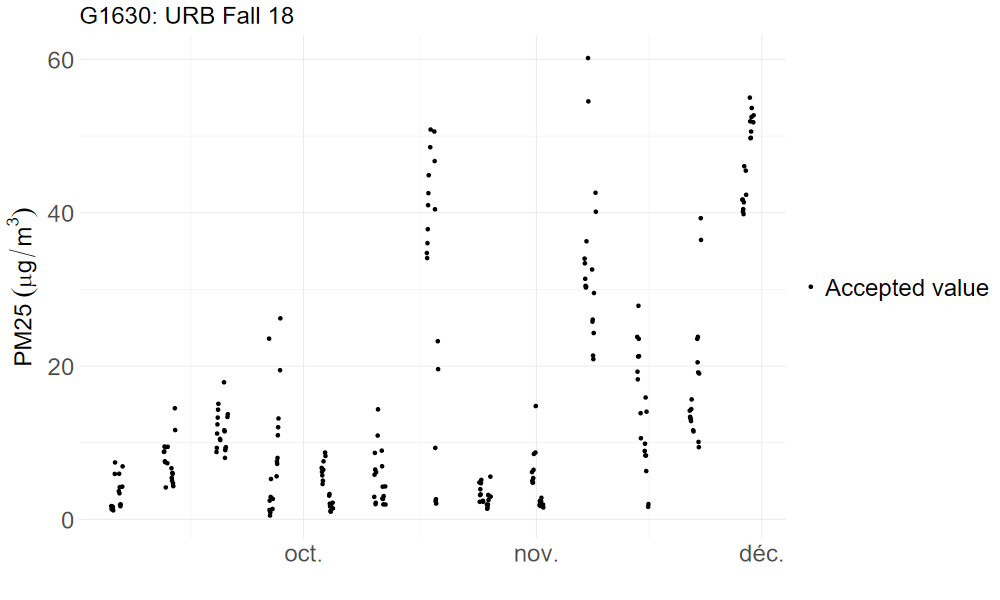 G1630: URB Fall 18
60
40
20
0
PM25 (μg/m³)
oct.
nov.
déc.
Accepted value